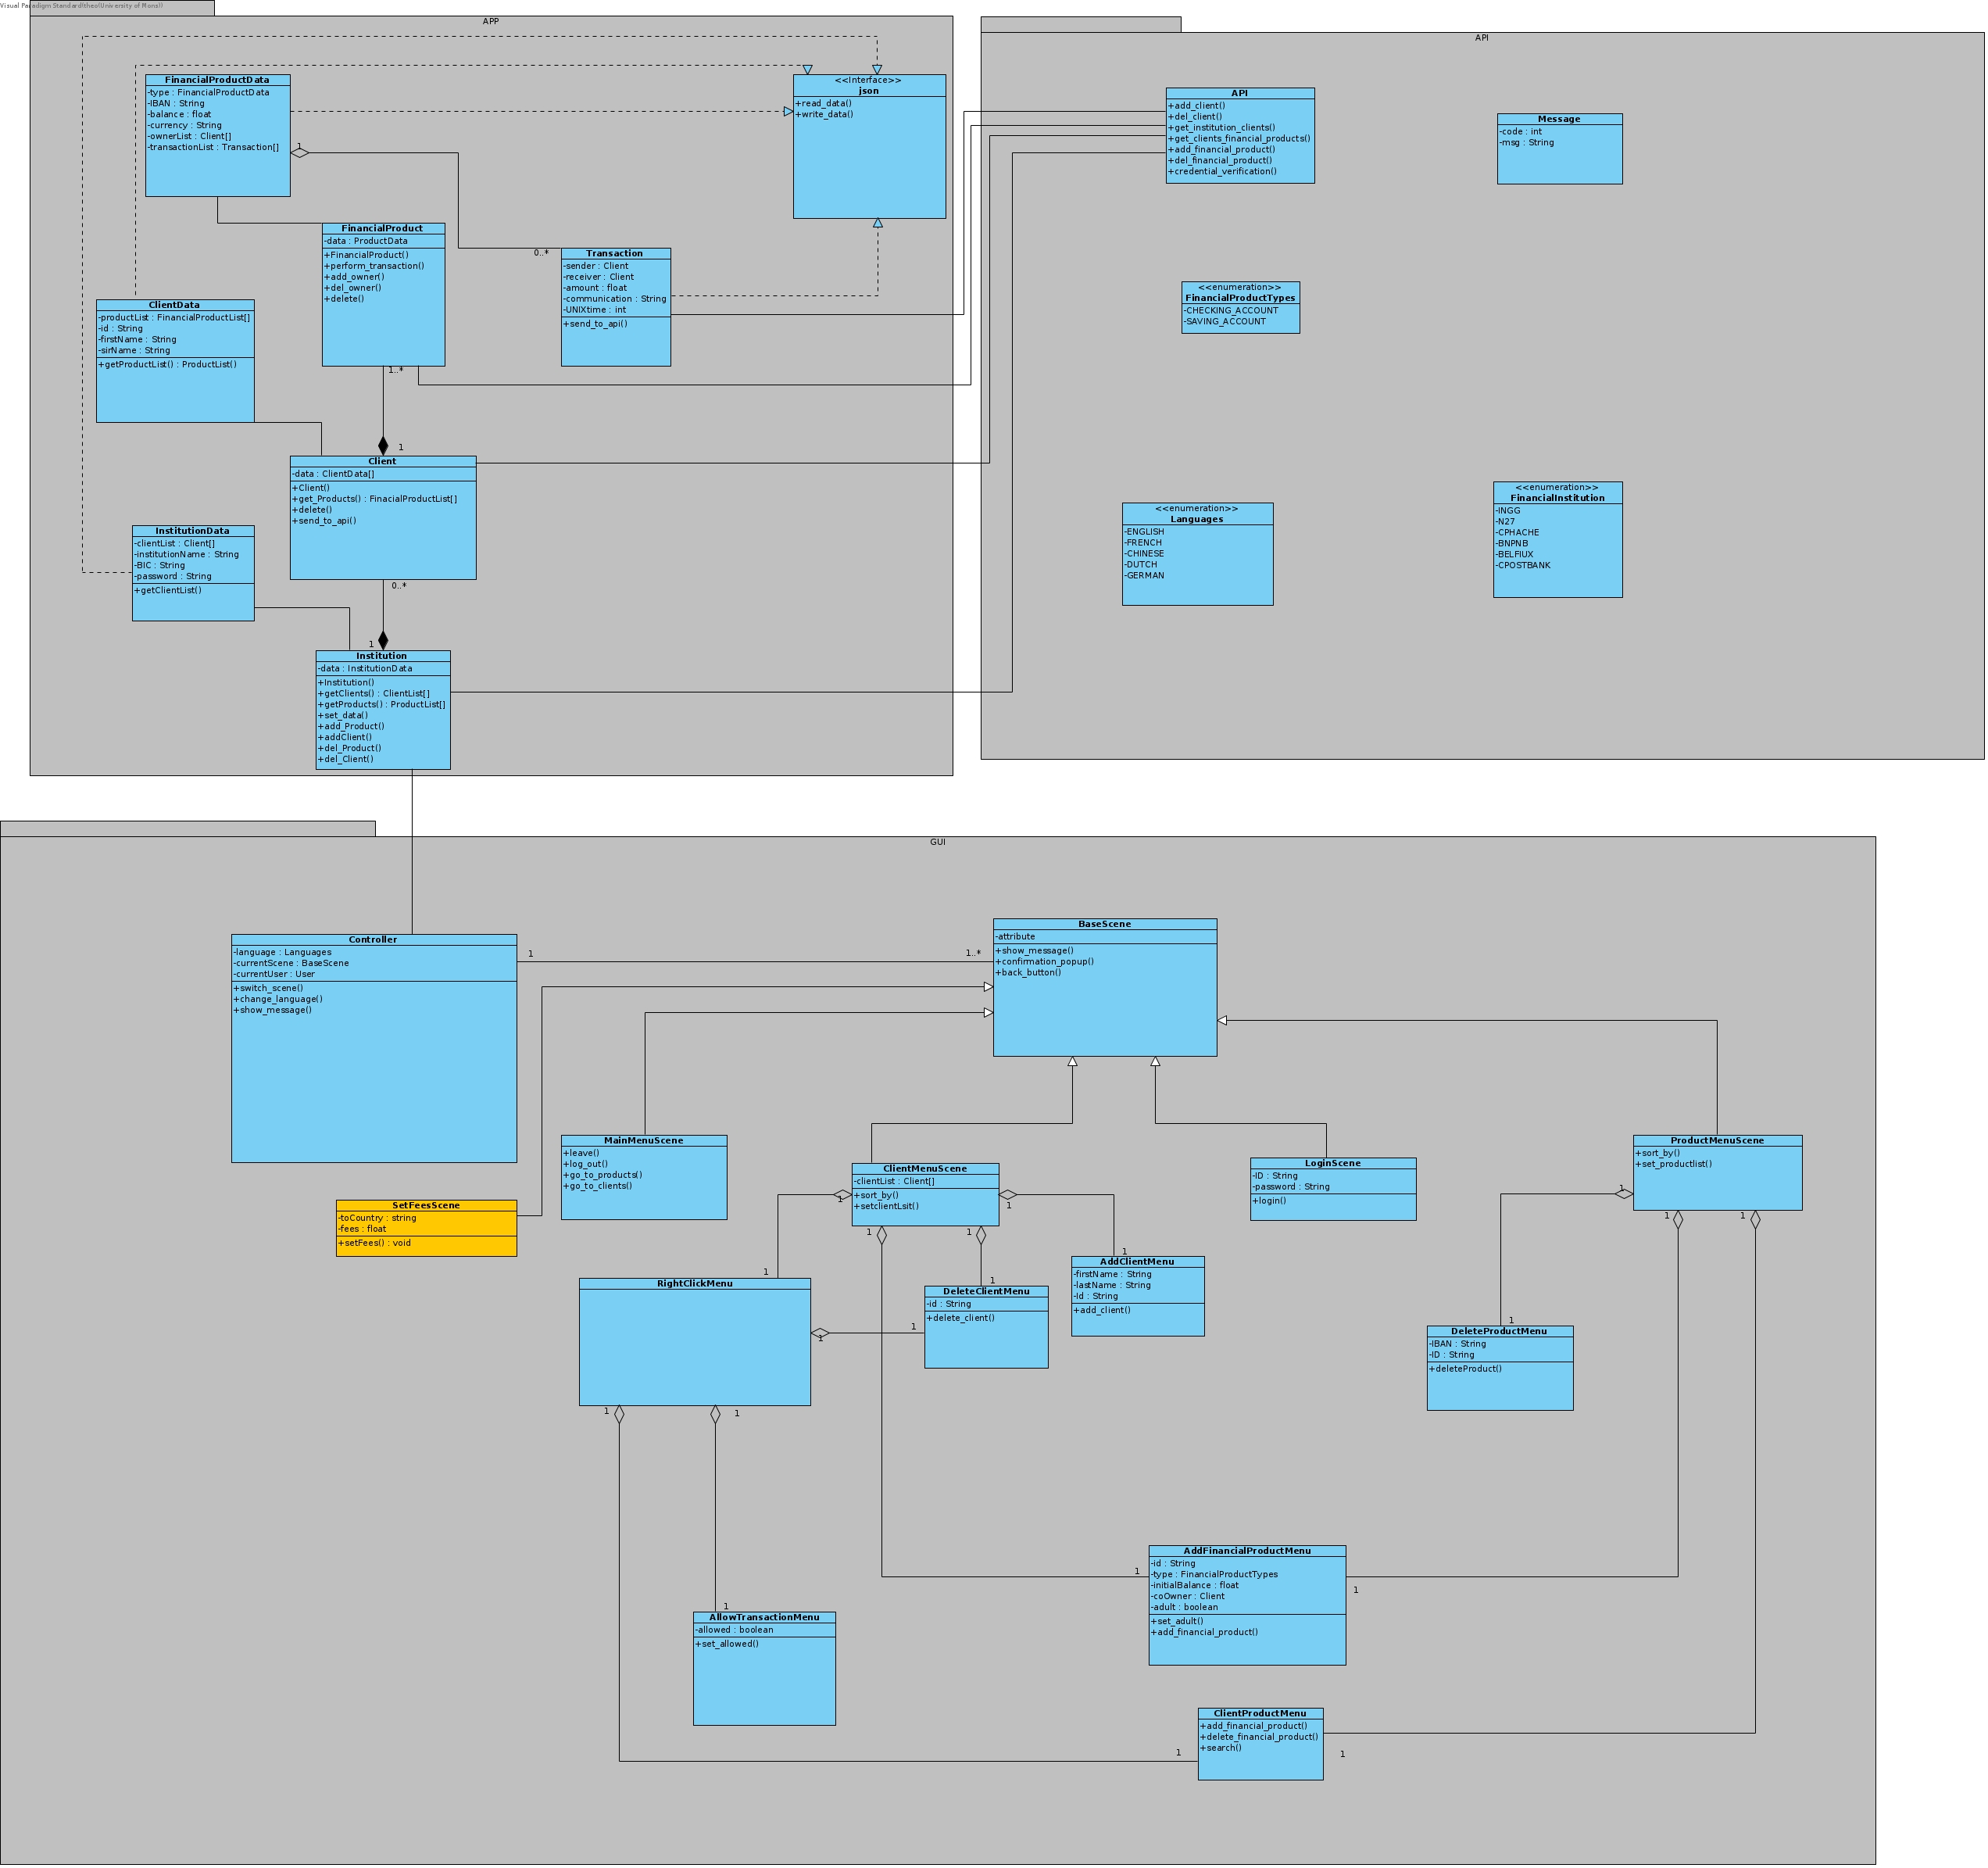 Visual Paradigm Standard(theo(University of Mons))
APP
FinancialProductData
-type : FinancialProductData
-IBAN : String
-balance : float
-currency : String
-ownerList : Client[]
-transactionList : Transaction[]
1
<<Interface>>
json
+read_data()
+write_data()
FinancialProduct
-data : ProductData
+FinancialProduct()
+perform_transaction()
+add_owner()
+del_owner()
+delete()
1..*
0..*
Transaction
-sender : Client
-receiver : Client
-amount : float
-communication : String
-UNIXtime : int
+send_to_api()
ClientData
-productList : FinancialProductList[]
-id : String
-firstName : String
-sirName : String
+getProductList() : ProductList()
1
Client
-data : ClientData[]
+Client()
+get_Products() : FinacialProductList[]
+delete()
+send_to_api()
0..*
InstitutionData
-clientList : Client[]
-institutionName : String
-BIC : String
-password : String
+getClientList()
1
Institution
-data : InstitutionData
+Institution()
+getClients() : ClientList[]
+getProducts() : ProductList[]
+set_data()
+add_Product()
+addClient()
+del_Product()
+del_Client()
API
API
+add_client()
+del_client()
+get_institution_clients()
+get_clients_financial_products()
+add_financial_product()
+del_financial_product()
+credential_verification()
Message
-code : int
-msg : String
<<enumeration>>
FinancialProductTypes
-CHECKING_ACCOUNT
-SAVING_ACCOUNT
<<enumeration>>
Languages
-ENGLISH
-FRENCH
-CHINESE
-DUTCH
-GERMAN
<<enumeration>>
FinancialInstitution
-INGG
-N27
-CPHACHE
-BNPNB
-BELFIUX
-CPOSTBANK
GUI
Controller
-language : Languages
-currentScene : BaseScene
-currentUser : User
+switch_scene()
+change_language()
+show_message()
1
1..*
BaseScene
-attribute
+show_message()
+confirmation_popup()
+back_button()
MainMenuScene
+leave()
+log_out()
+go_to_products()
+go_to_clients()
SetFeesScene
-toCountry : string
-fees : float
+setFees() : void
ClientMenuScene
-clientList : Client[]
+sort_by()
+setclientLsit()
1
1
1
1
LoginScene
-ID : String
-password : String
+login()
ProductMenuScene
+sort_by()
+set_productlist()
1
1
1
1
RightClickMenu
1
1
1
1
DeleteClientMenu
-id : String
+delete_client()
1
1
AddClientMenu
-firstName : String
-lastName : String
-Id : String
+add_client()
1
DeleteProductMenu
-IBAN : String
-ID : String
+deleteProduct()
1
1
AddFinancialProductMenu
-id : String
-type : FinancialProductTypes
-initialBalance : float
-coOwner : Client
-adult : boolean
+set_adult()
+add_financial_product()
1
AllowTransactionMenu
-allowed : boolean
+set_allowed()
1
1
ClientProductMenu
+add_financial_product()
+delete_financial_product()
+search()